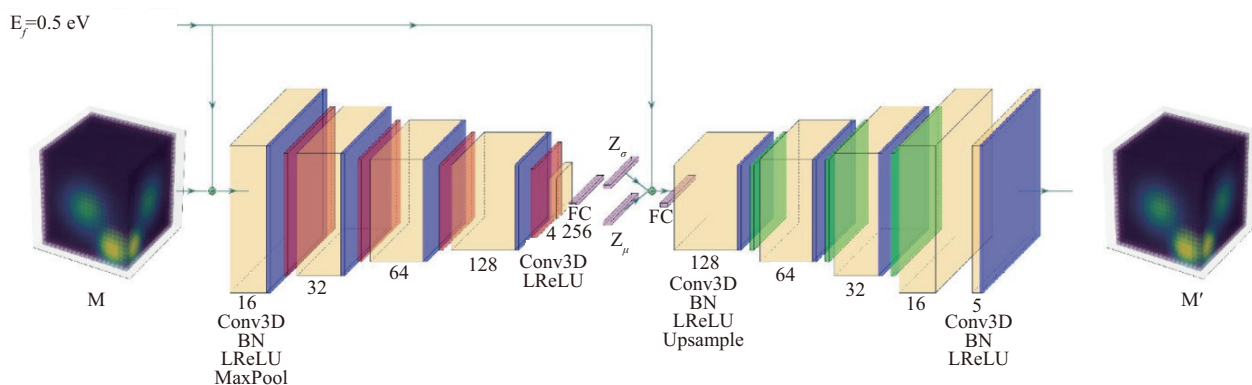 E_f=0.5 eV
M
16
Conv3D
BN
LReLU
MaxPool
32
64
128
4
Conv3D
LReLU
FC
256
Z_σ
Z_μ
FC
128
Conv3D
BN
LReLU
Upsample
64
32
16
5
Conv3D
BN
LReLU
M′